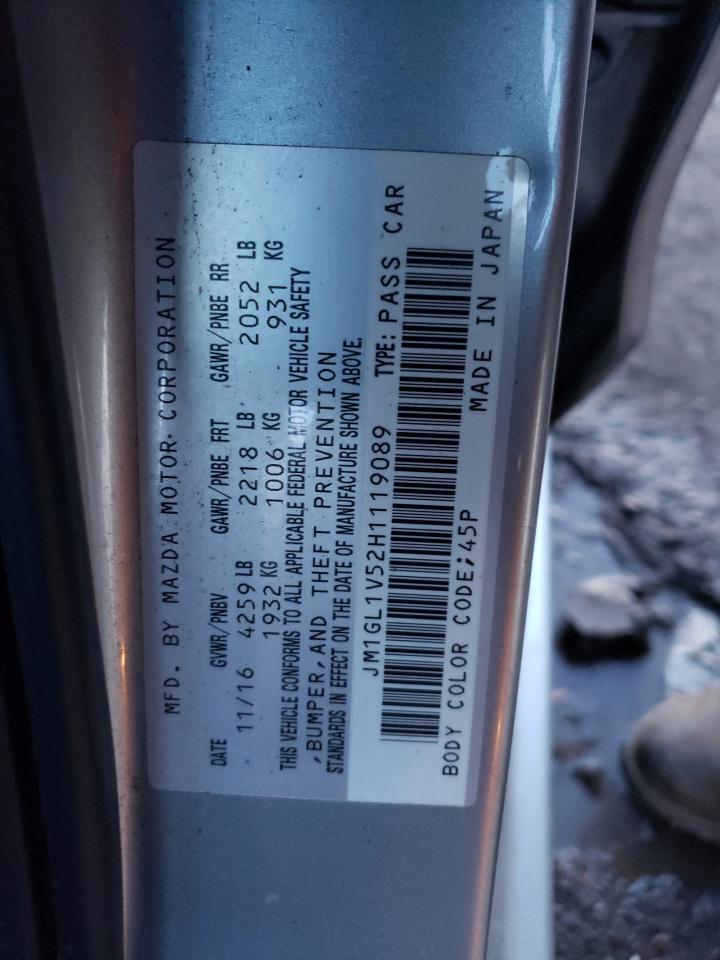 MFD. BY MAZDA MOTOR CORPORATION
DATE GVWR/PNBV GAWR/PNBE FRT GAWR/PNBE RR
11/16 4259 LB 2218 LB 2052 LB
1932 KG 1006 KG 931 KG
THIS VEHICLE CONFORMS TO ALL APPLICABLE FEDERAL MOTOR VEHICLE SAFETY
,BUMPER,AND THEFT PREVENTION
STANDARDS IN EFFECT ON THE DATE OF MANUFACTURE SHOWN ABOVE.
JM1GL1V52H1119089 TYPE: PASS CAR
BODY COLOR CODE;45P MADE IN JAPAN